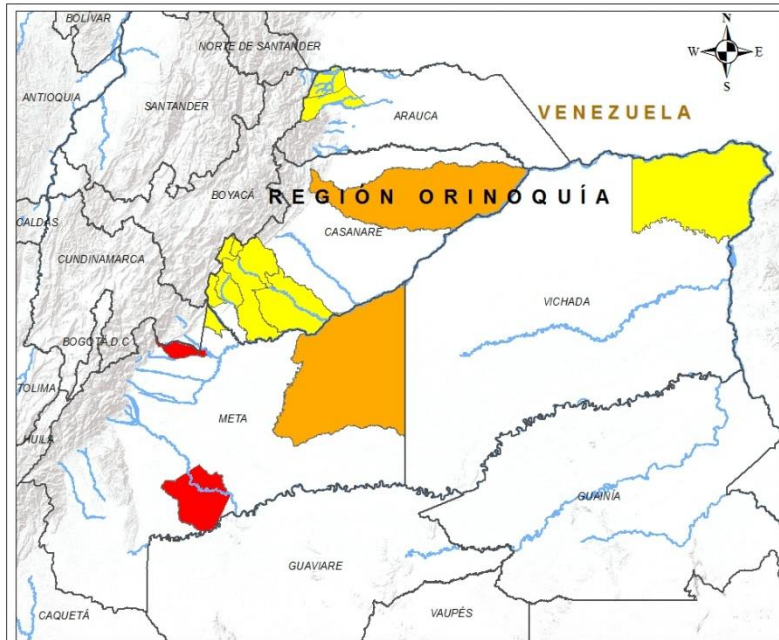 BOLÍVAR
N
NORTE DE SANTANDER
W
E
S
ANTIOQUIA
SANTANDER
ARAUCA
VENEZUELA
BOYACÁ
REGIÓN ORINOQUÍA
CALDAS
CASANARE
CUNDINAMARCA
VICHADA
BOGOTÁ D.C
TOLIMA
META
HUILA
GUAINÍA
GUAVIARE
CAQUETÁ
VAUPÉS